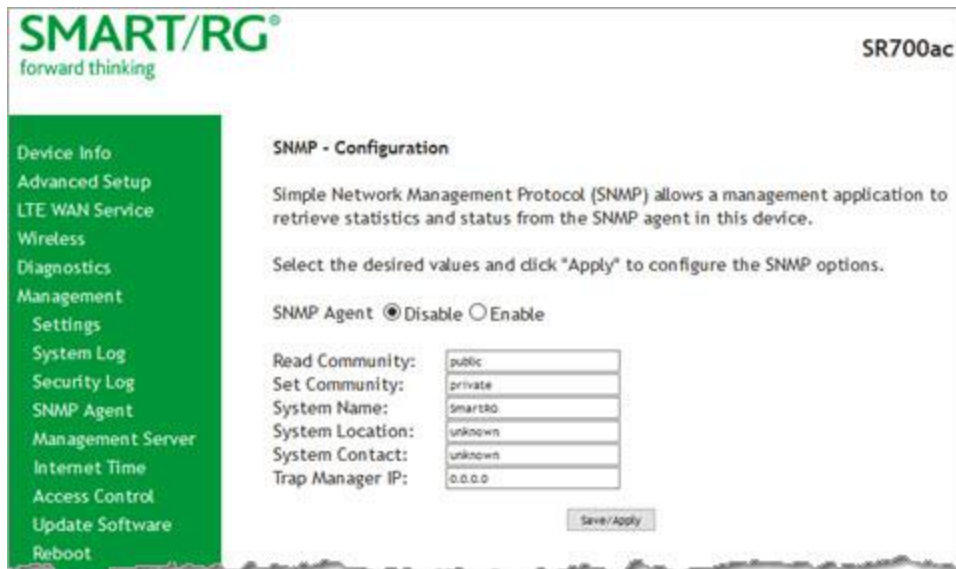 SMART/RG®
forward thinking
SR700ac
Device Info
Advanced Setup
LTE WAN Service
Wireless
Diagnostics
Management
Settings
System Log
Security Log
SNMP Agent
Management Server
Internet Time
Access Control
Update Software
Reboot
SNMP - Configuration
Simple Network Management Protocol (SNMP) allows a management application to
retrieve statistics and status from the SNMP agent in this device.
Select the desired values and click "Apply" to configure the SNMP options.
SNMP Agent Disable Enable
Read Community: public
Set Community: private
System Name: SmartRG
System Location: unknown
System Contact: unknown
Trap Manager IP: 0.0.0.0
Save/Apply